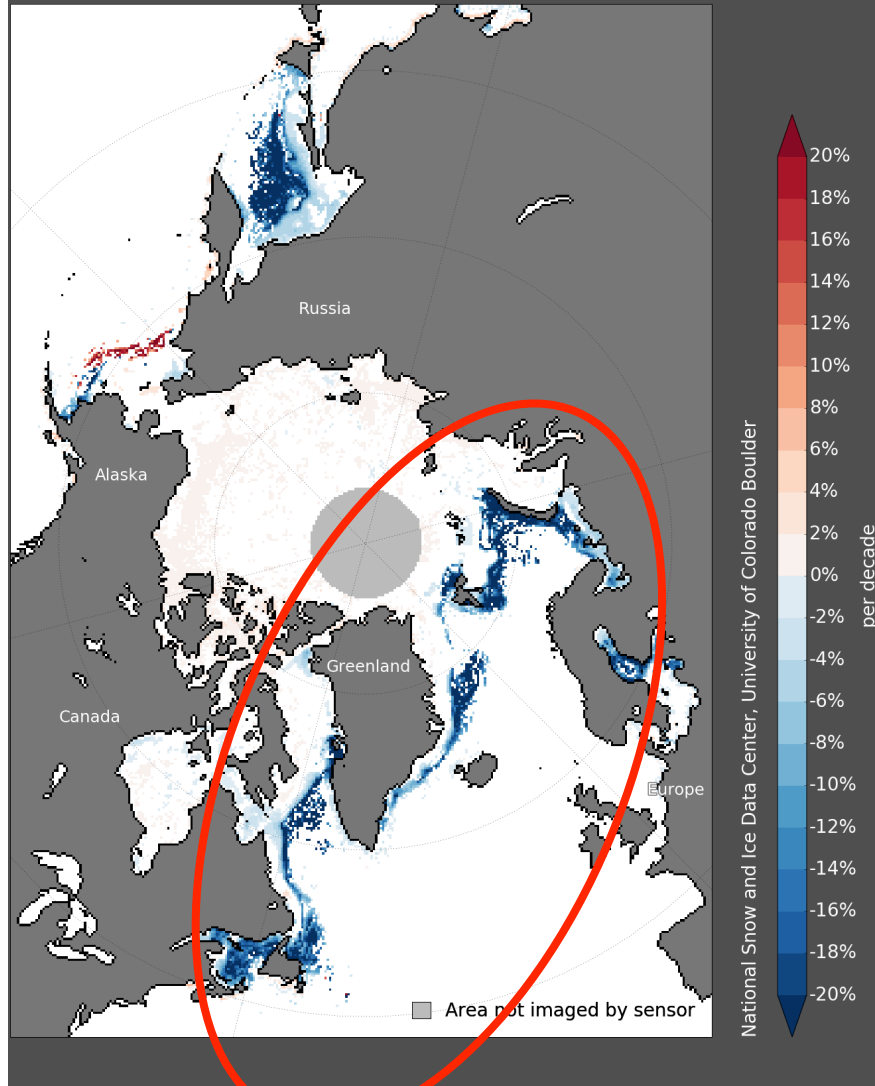 Russia
Alaska
Greenland
Canada
Europe
Area not imaged by sensor
National Snow and Ice Data Center, University of Colorado Boulder
20%
18%
16%
14%
12%
10%
8%
6%
4%
2%
0%
-2%
-4%
-6%
-8%
-10%
-12%
-14%
-16%
-18%
-20%
per decade